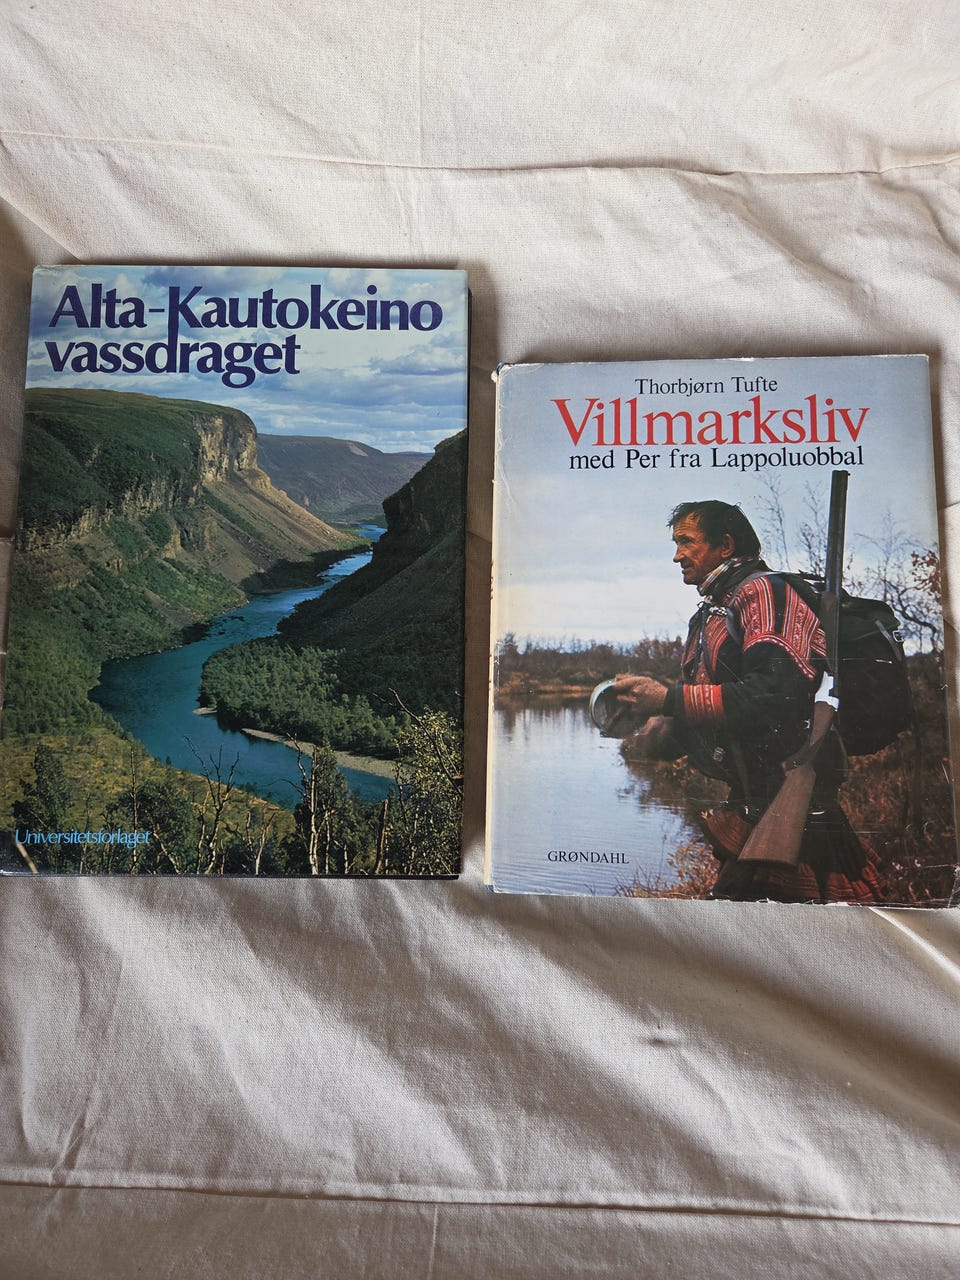 Alta-Kautokeino
vassdraget
Universitetsforlaget
Thorbjørn Tufte
Villmarksliv
med Per fra Lappoluobbal
GRØNDAHL